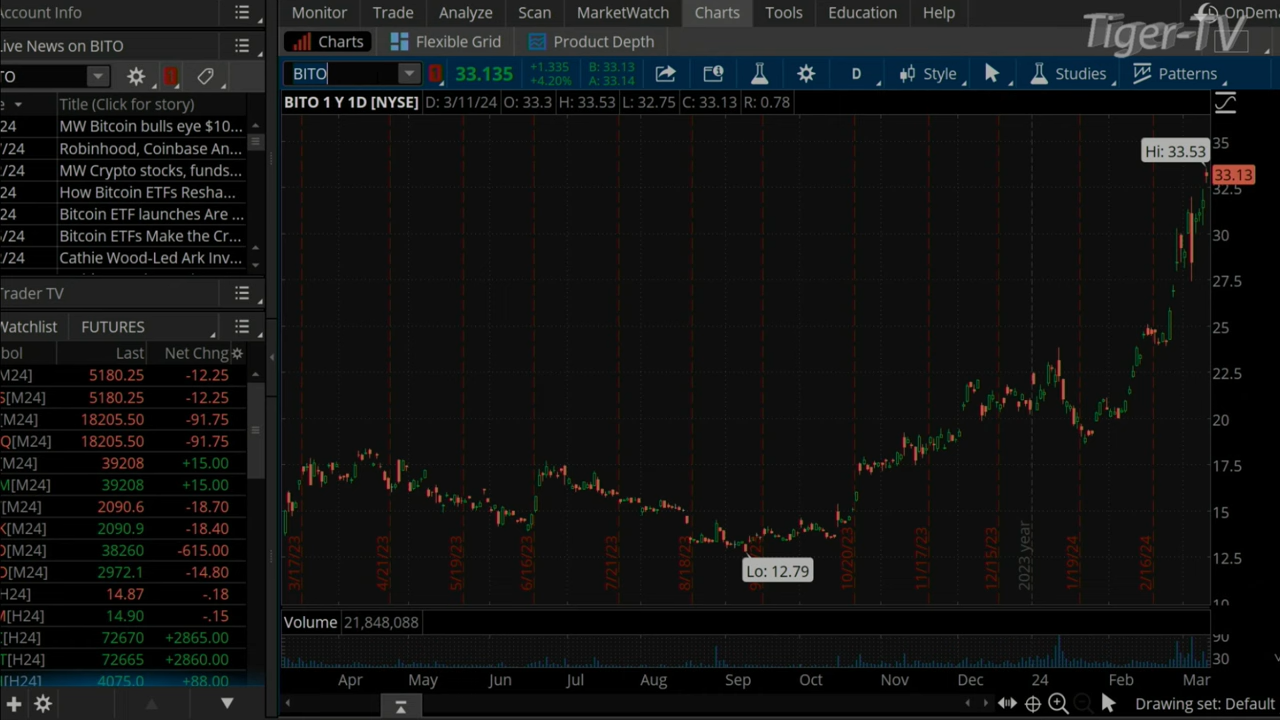 Account Info
Monitor Trade Analyze Scan MarketWatch Charts Tools Education Help OnDema
Tiger-TV
Live News on BITO
Charts Flexible Grid Product Depth
TO
BITO 33.135 +1.335 +4.20% B: 33.13 A: 33.14 D Style Studies Patterns
e Title (Click for story)
BITO 1 Y 1D [NYSE] D: 3/11/24 O: 33.3 H: 33.53 L: 32.75 C: 33.13 R: 0.78
24 MW Bitcoin bulls eye $10...
/24 Robinhood, Coinbase An...
2/24 MW Crypto stocks, funds...
24 How Bitcoin ETFs Resha...
24 Bitcoin ETF launches Are ...
/24 Bitcoin ETFs Make the Cr...
2/24 Cathie Wood-Led Ark Inv...
Trader TV
Watchlist FUTURES
bol Last Net Chng
M24] 5180.25 -12.25
S[M24] 5180.25 -12.25
[M24] 18205.50 -91.75
Q[M24] 18205.50 -91.75
[M24] 39208 +15.00
M[M24] 39208 +15.00
[M24] 2090.6 -18.70
K[M24] 2090.9 -18.40
D[M24] 38260 -615.00
D[M24] 2972.1 -14.80
[H24] 14.87 -.18
M[H24] 14.90 -.15
[H24] 72670 +2865.00
T[H24] 72665 +2860.00
I[H24] 4075.0 +88.00
Hi: 33.53
33.13
35
32.5
30
27.5
25
22.5
20
17.5
15
12.5
10
Lo: 12.79
3/17/23 4/21/23 5/19/23 6/16/23 7/21/23 8/18/23 10/20/23 11/17/23 12/15/23 2023 year 1/19/24 2/16/24
Volume 21,848,088
90
30
Apr May Jun Jul Aug Sep Oct Nov Dec 24 Feb Mar
Drawing set: Default